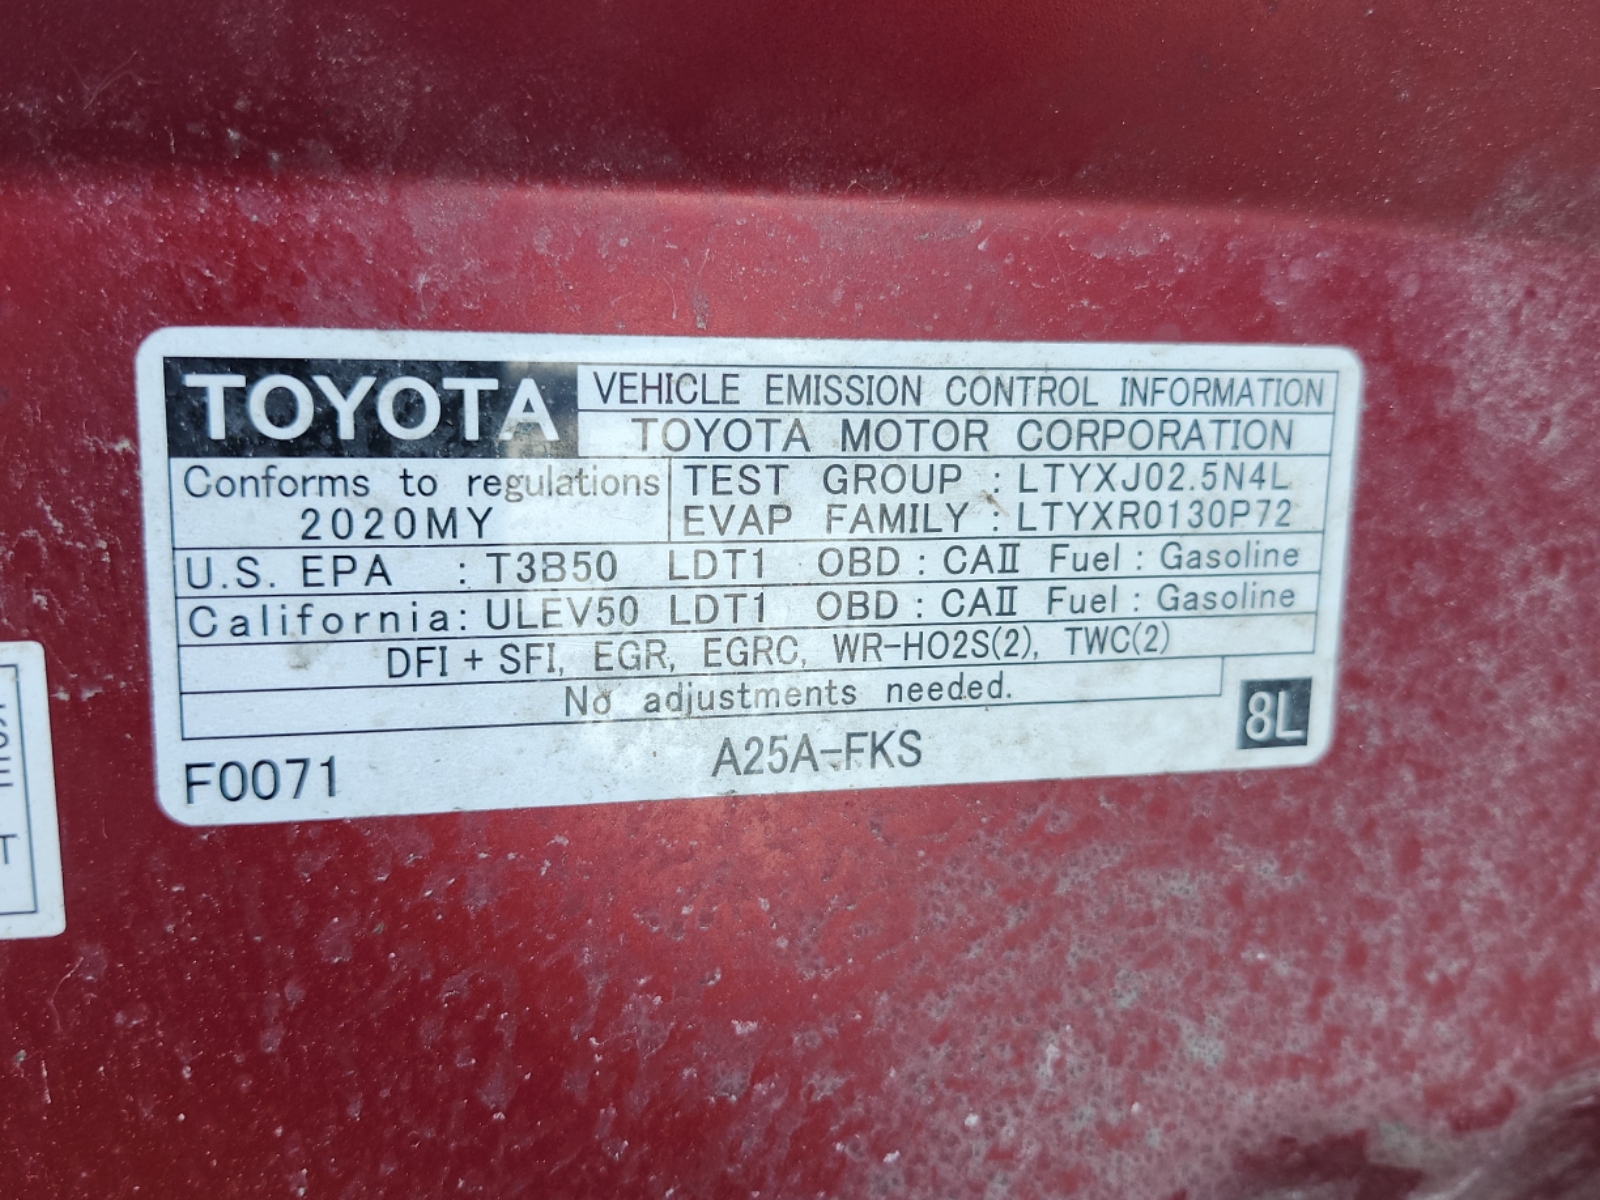 TOYOTA VEHICLE EMISSION CONTROL INFORMATION
TOYOTA MOTOR CORPORATION
Conforms to regulations
2020MY
TEST GROUP : LTYXJ02.5N4L
EVAP FAMILY : LTYXR0130P72
U.S. EPA : T3B50 LDT1 OBD : CAⅡ Fuel : Gasoline
California : ULEV50 LDT1 OBD : CAⅡ Fuel : Gasoline
DFI + SFI, EGR, EGRC, WR-HO2S(2), TWC(2)
No adjustments needed.
8L
F0071 A25A-FKS